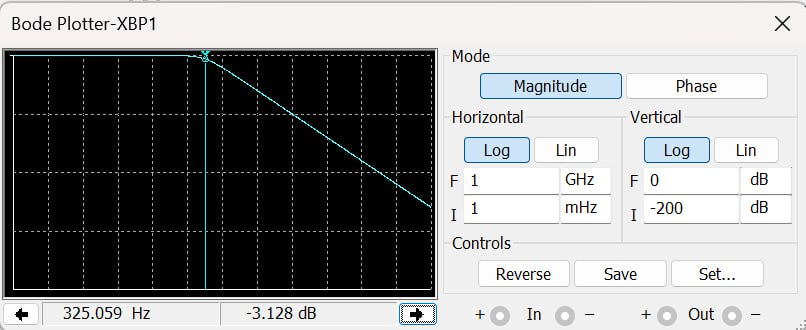 Bode Plotter-XBP1
Mode
Magnitude Phase
Horizontal Vertical
Log Lin Log Lin
F 1 GHz F 0 dB
I 1 mHz I -200 dB
Controls
Reverse Save Set...
325.059 Hz -3.128 dB + In − + Out −